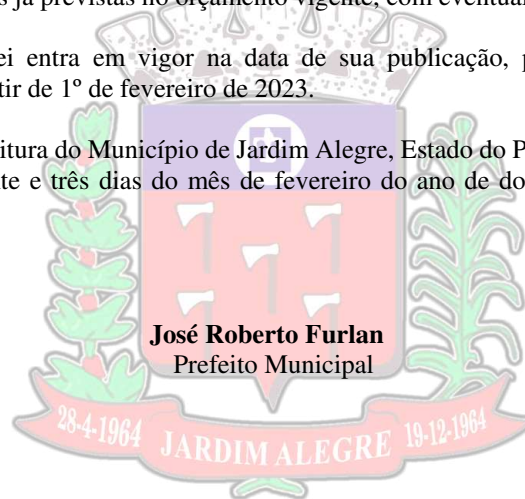 s já previstas no orçamento vigente, com eventual
ei entra em vigor na data de sua publicação, p
tir de 1º de fevereiro de 2023.
itura do Município de Jardim Alegre, Estado do P
te e três dias do mês de fevereiro do ano de do
José Roberto Furlan
Prefeito Municipal
28-4-1964 JARDIM ALEGRE 19-12-1964